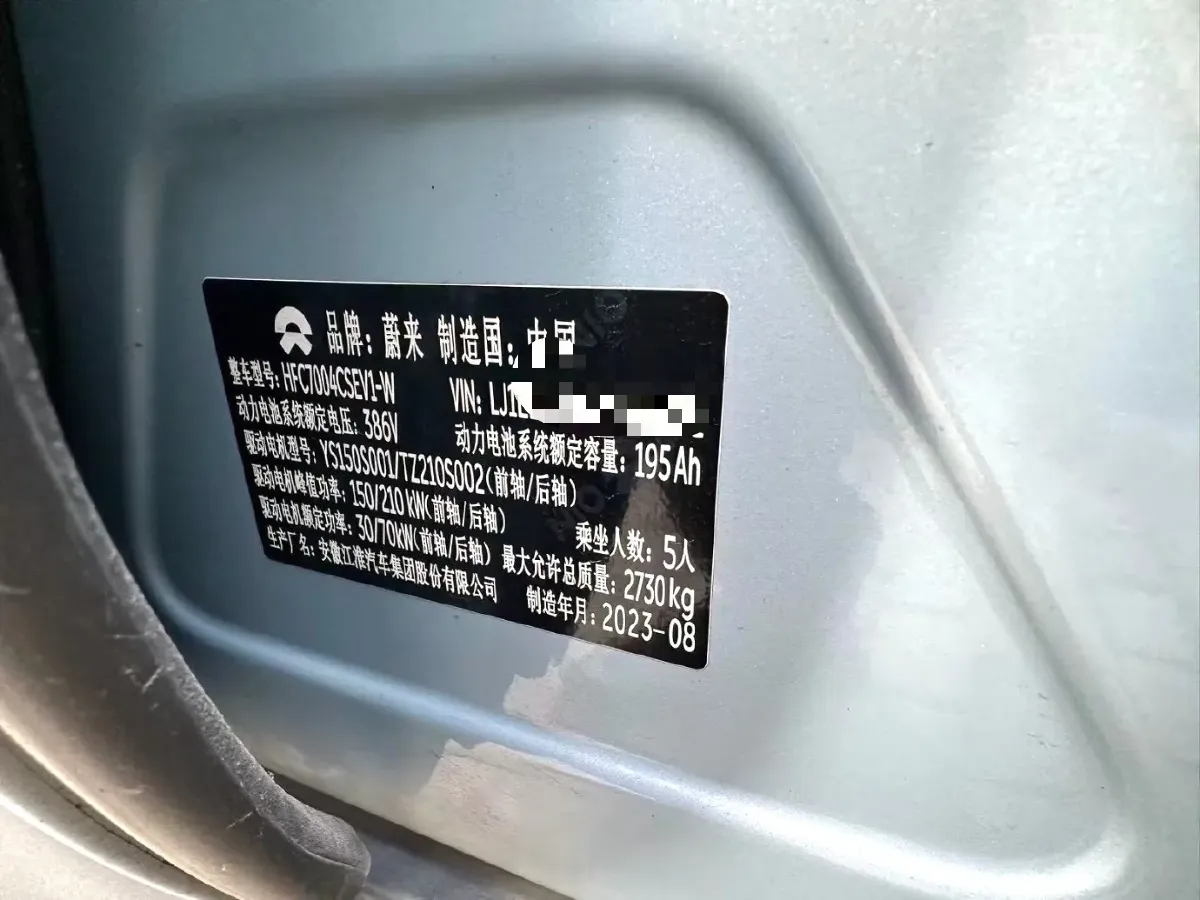 品牌：蔚来 制造国：中国
整车型号：HFC7004CSEV1-W VIN: LJ1E
动力电池系统额定电压：386V 动力电池系统额定容量：195Ah
驱动电机型号：YS150S001/TZ210S002(前轴/后轴)
驱动电机峰值功率：150/210kW(前轴/后轴) 乘坐人数：5人
驱动电机额定功率：30/70kW(前轴/后轴) 最大允许总质量：2730kg
生产厂名：安徽江淮汽车集团股份有限公司 制造年月：2023-08